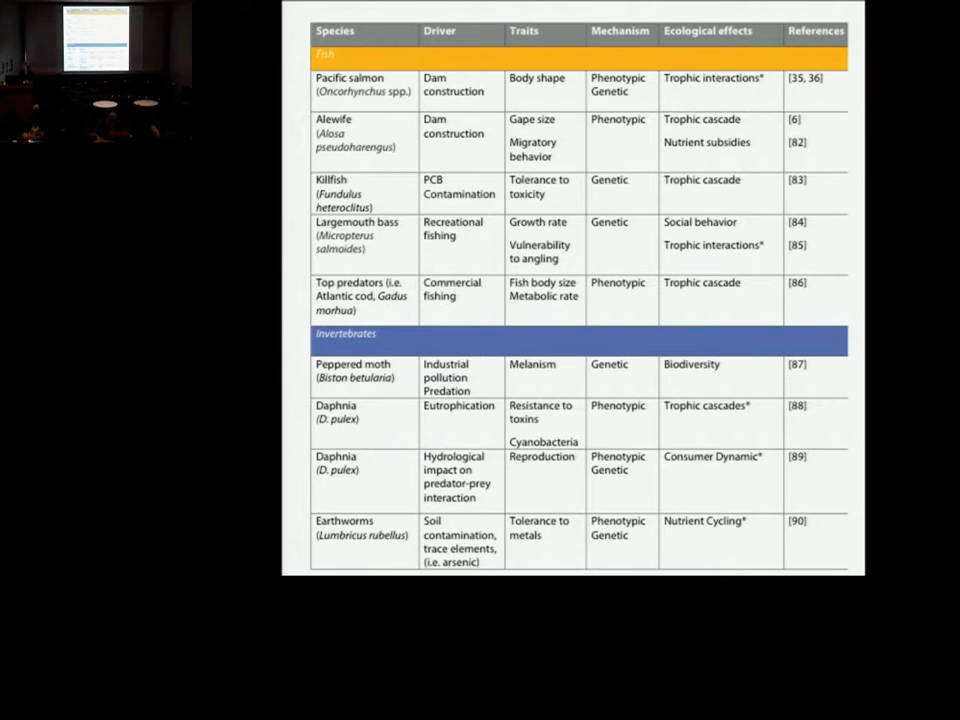 Species Driver Traits Mechanism Ecological effects References
Fish
Pacific salmon Dam Body shape Phenotypic Trophic interactions* [35, 36]
(Oncorhynchus spp.) construction Genetic
Alewife Dam Gape size Phenotypic Trophic cascade [6]
(Alosa construction Migratory Nutrient subsidies [82]
pseudoharengus) behavior
Killfish PCB Tolerance to Genetic Trophic cascade [83]
(Fundulus Contamination toxicity
heteroclitus)
Largemouth bass Recreational Growth rate Genetic Social behavior [84]
(Micropterus fishing Vulnerability Trophic interactions* [85]
salmoides) to angling
Top predators (i.e. Commercial Fish body size Phenotypic Trophic cascade [86]
Atlantic cod, Gadus fishing Metabolic rate
morhua)
Invertebrates
Peppered moth Industrial Melanism Genetic Biodiversity [87]
(Biston betularia) pollution
Predation
Daphnia Eutrophication Resistance to Phenotypic Trophic cascades* [88]
(D. pulex) toxins
Cyanobacteria
Daphnia Hydrological Reproduction Phenotypic Consumer Dynamic* [89]
(D. pulex) impact on Genetic
predator-prey
interaction
Earthworms Soil Tolerance to Phenotypic Nutrient Cycling* [90]
(Lumbricus rubellus) contamination, metals Genetic
trace elements,
(i.e. arsenic)